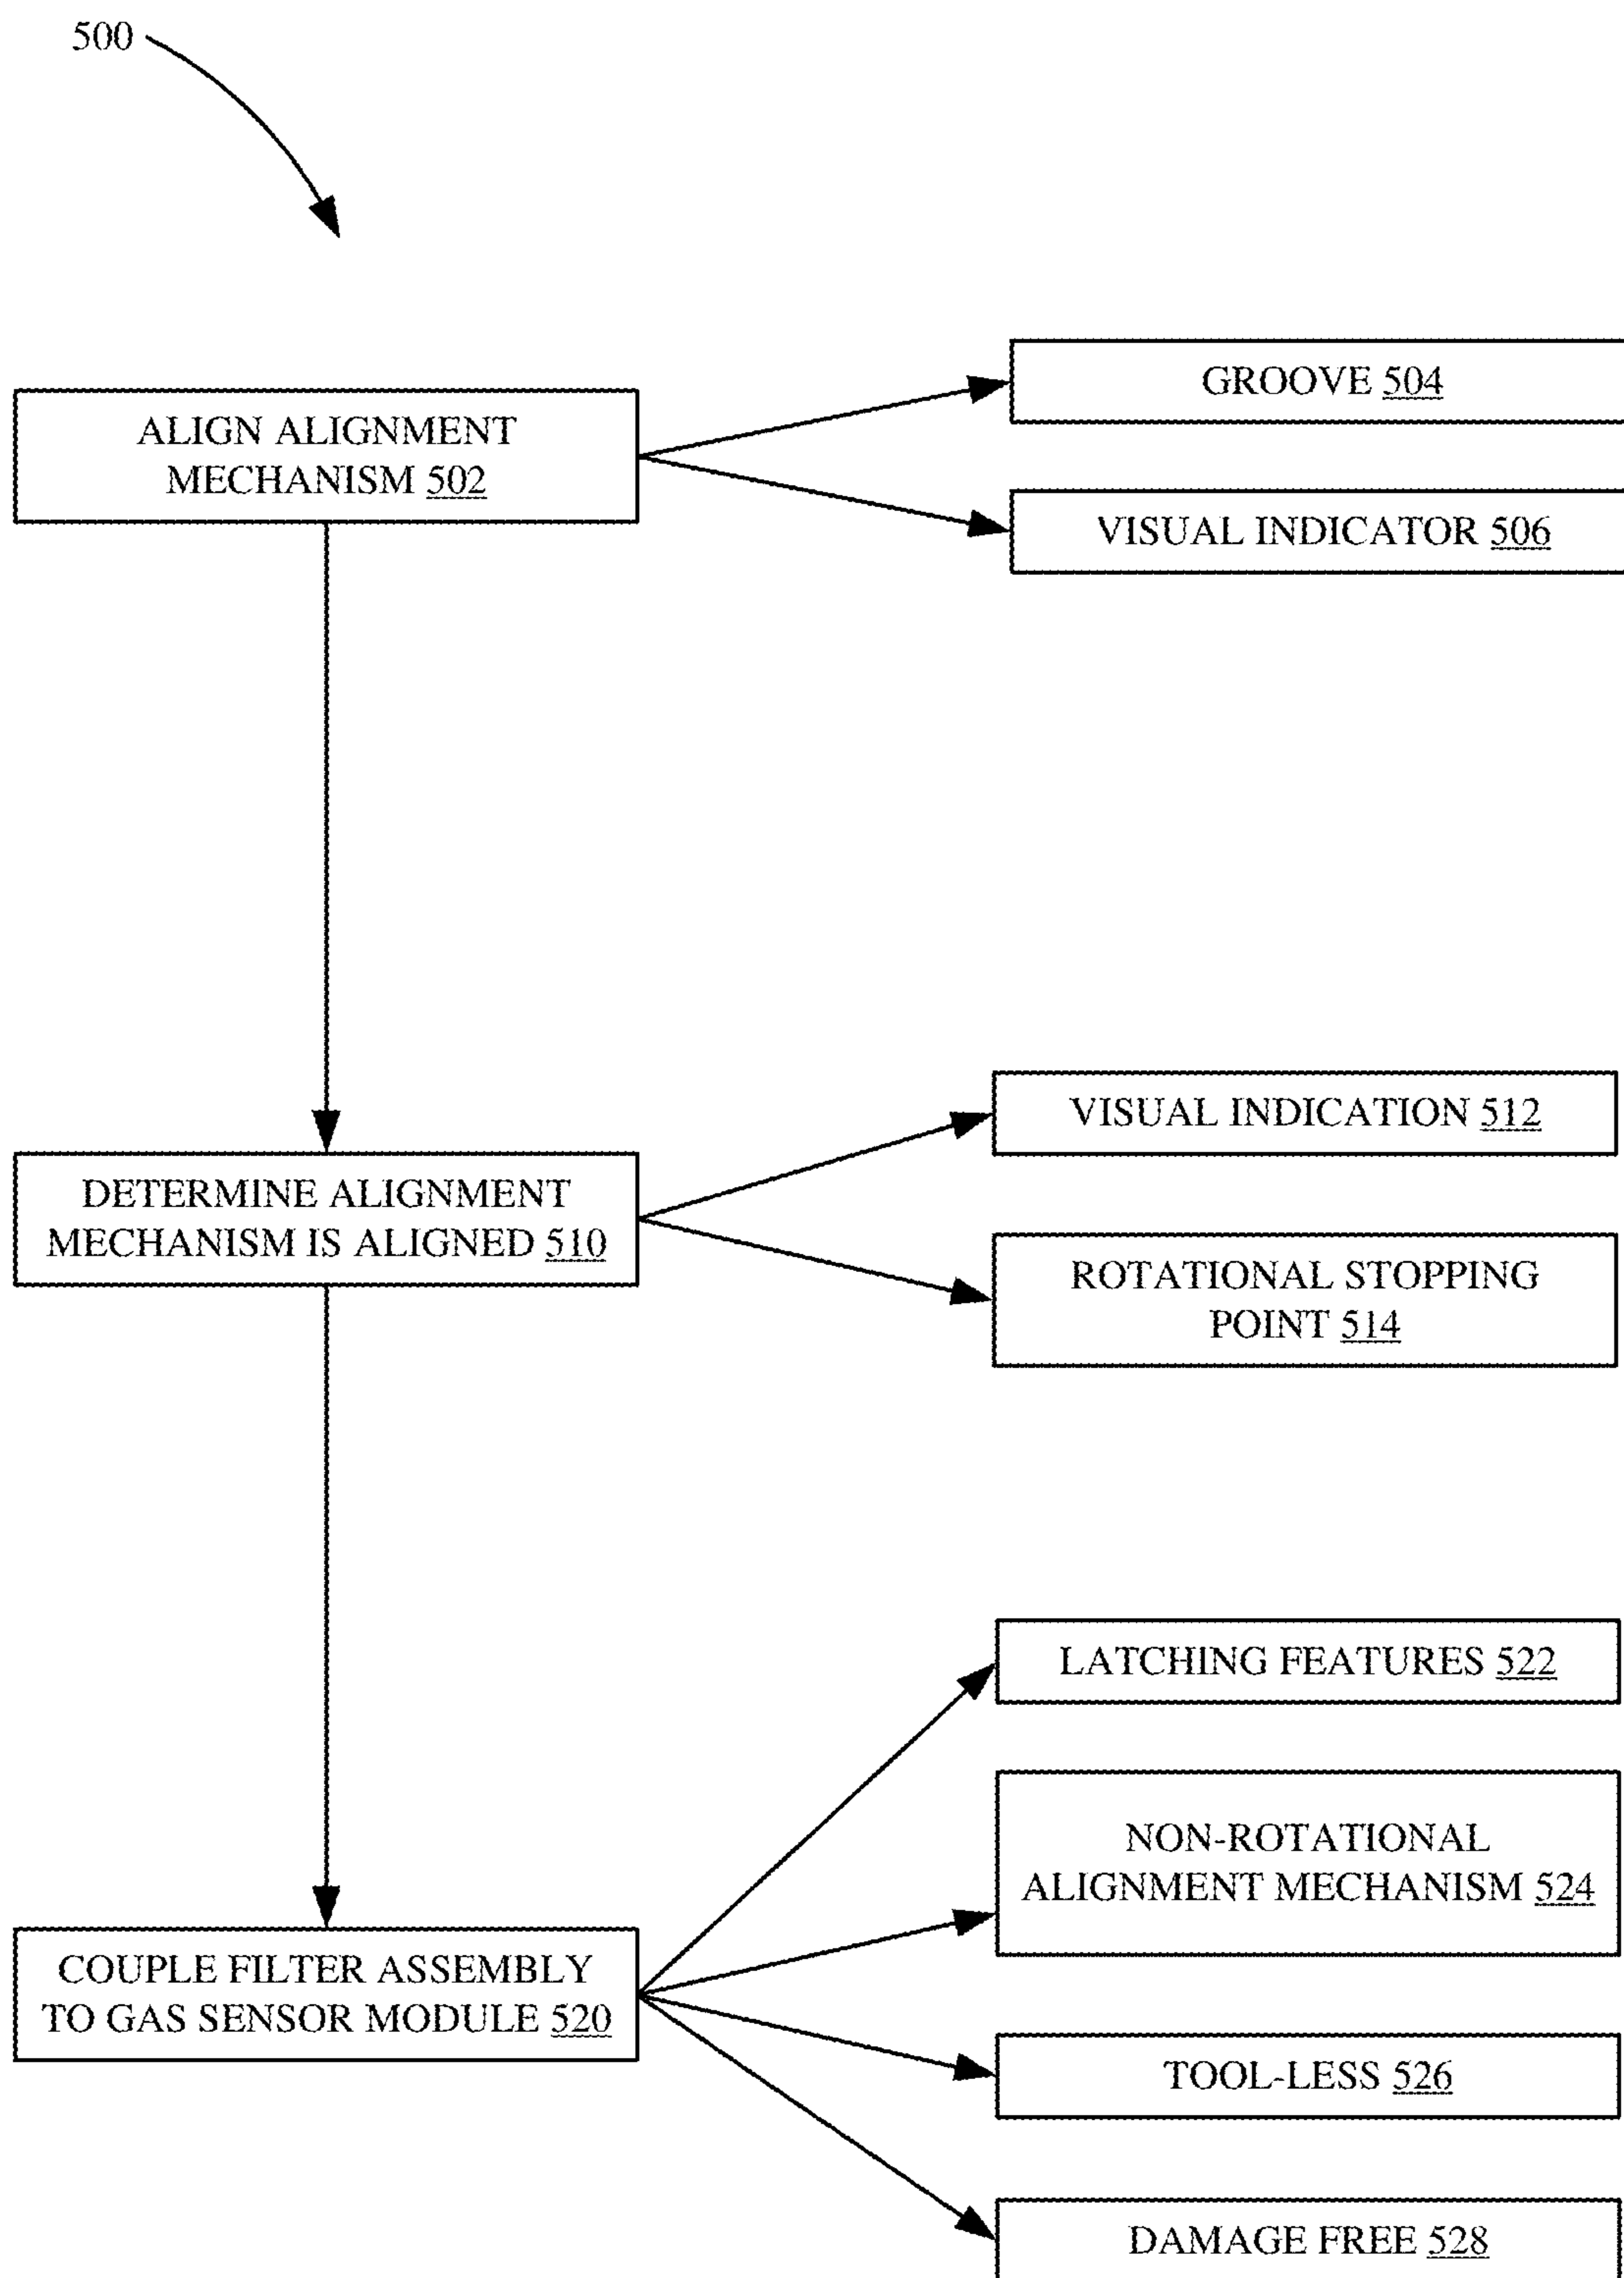 500
ALIGN ALIGNMENT
MECHANISM 502
GROOVE 504
VISUAL INDICATOR 506
DETERMINE ALIGNMENT
MECHANISM IS ALIGNED 510
VISUAL INDICATION 512
ROTATIONAL STOPPING
POINT 514
COUPLE FILTER ASSEMBLY
TO GAS SENSOR MODULE 520
LATCHING FEATURES 522
NON-ROTATIONAL
ALIGNMENT MECHANISM 524
TOOL-LESS 526
DAMAGE FREE 528